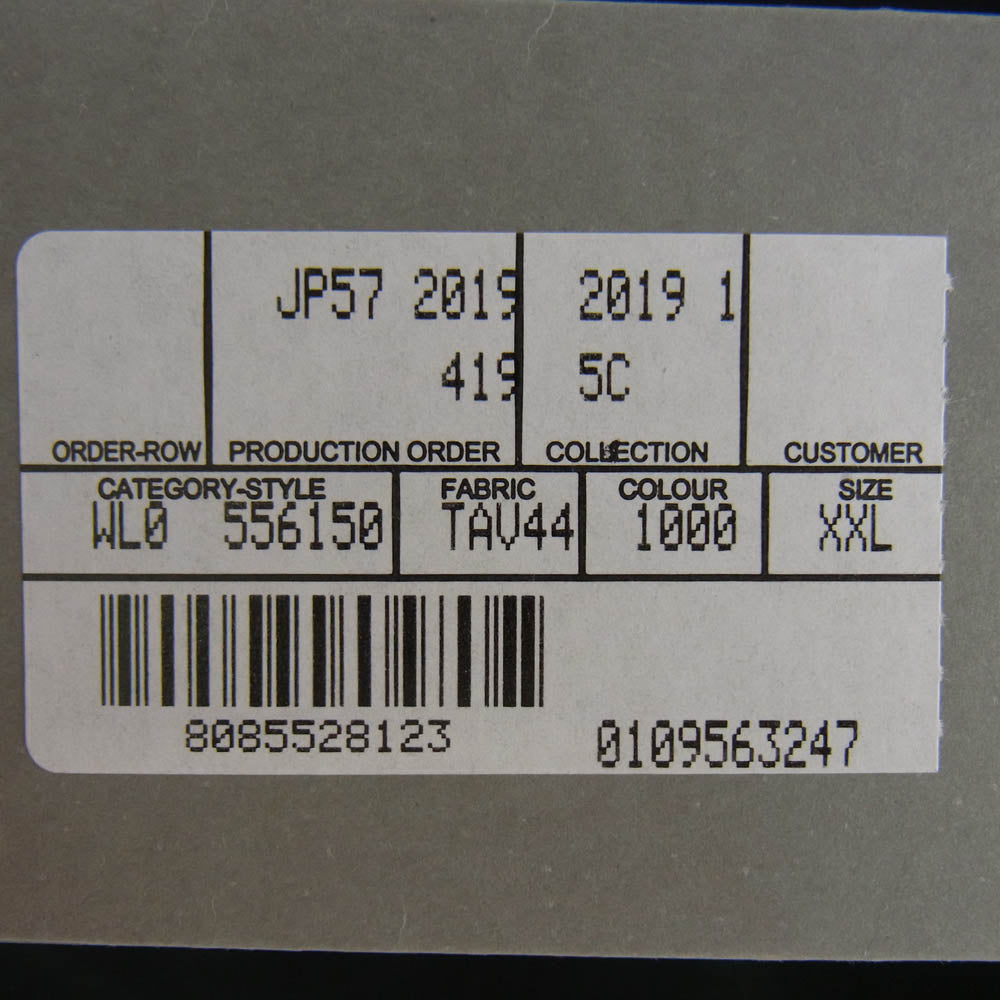 JP57 2019 2019 1
419 5C
ORDER-ROW PRODUCTION ORDER COLLECTION CUSTOMER
CATEGORY-STYLE FABRIC COLOUR SIZE
WL0 556150 TAV44 1000 XXL
8085528123 0109563247